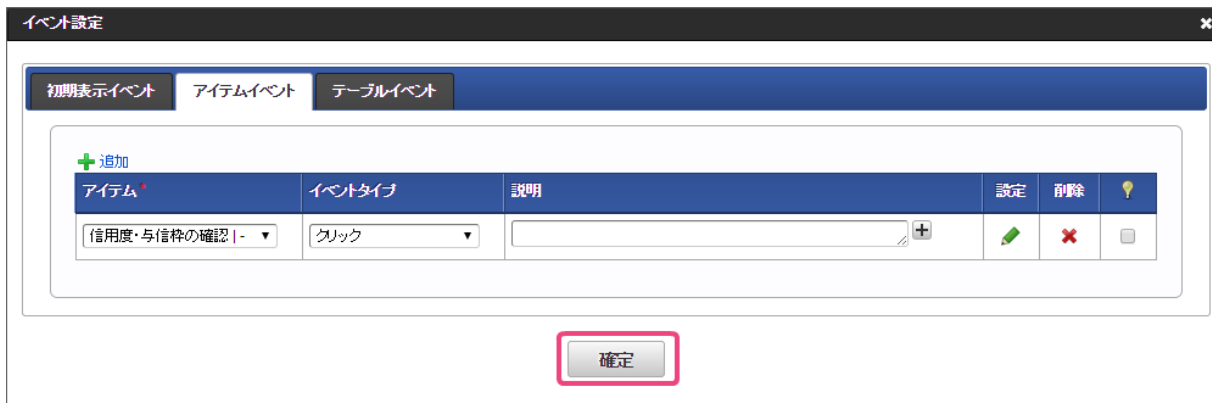 イベント設定
初期表示イベント アイテムイベント テーブルイベント
追加
アイテム* イベントタイプ 説明 設定 削除
信用度・与信枠の確認 | - クリック
確定